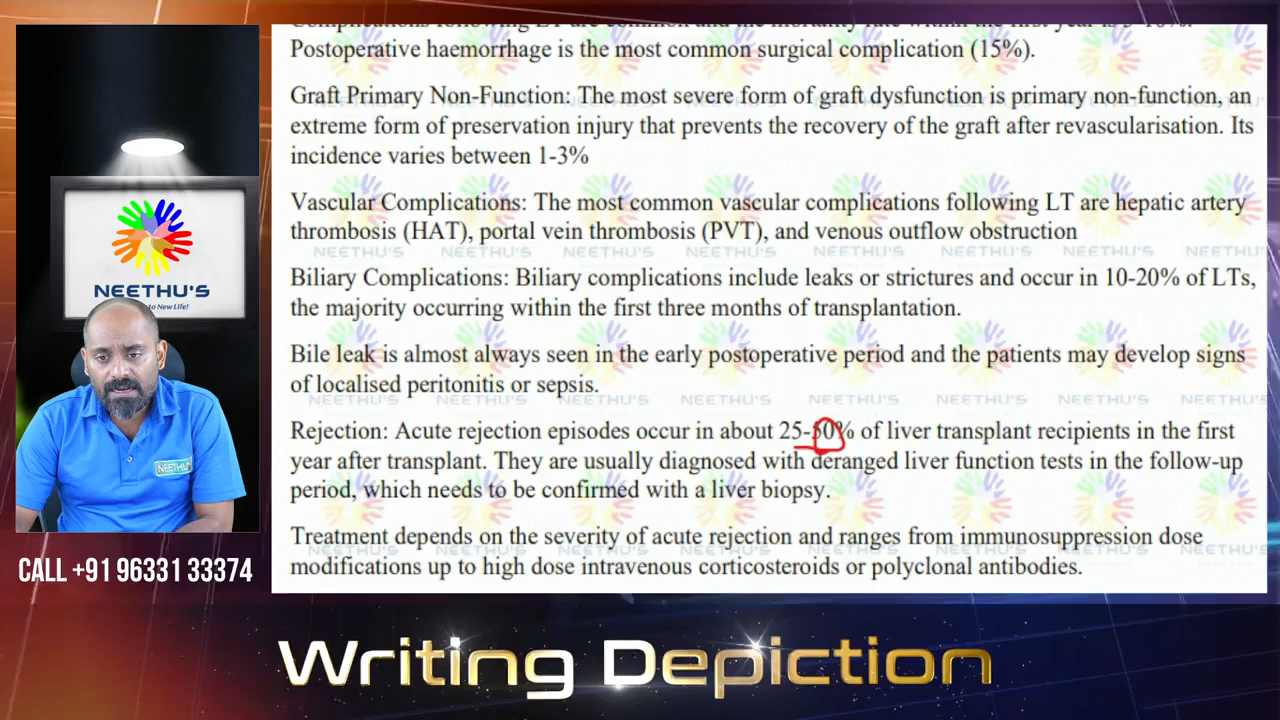 Postoperative haemorrhage is the most common surgical complication (15%).
Graft Primary Non-Function: The most severe form of graft dysfunction is primary non-function, an
extreme form of preservation injury that prevents the recovery of the graft after revascularisation. Its
incidence varies between 1-3%
Vascular Complications: The most common vascular complications following LT are hepatic artery
thrombosis (HAT), portal vein thrombosis (PVT), and venous outflow obstruction
Biliary Complications: Biliary complications include leaks or strictures and occur in 10-20% of LTs,
the majority occurring within the first three months of transplantation.
Bile leak is almost always seen in the early postoperative period and the patients may develop signs
of localised peritonitis or sepsis.
Rejection: Acute rejection episodes occur in about 25-50% of liver transplant recipients in the first
year after transplant. They are usually diagnosed with deranged liver function tests in the follow-up
period, which needs to be confirmed with a liver biopsy.
Treatment depends on the severity of acute rejection and ranges from immunosuppression dose
modifications up to high dose intravenous corticosteroids or polyclonal antibodies.
NEETHU'S
to New Life!
NEETHU'S
CALL +91 96331 33374
Writing Depiction